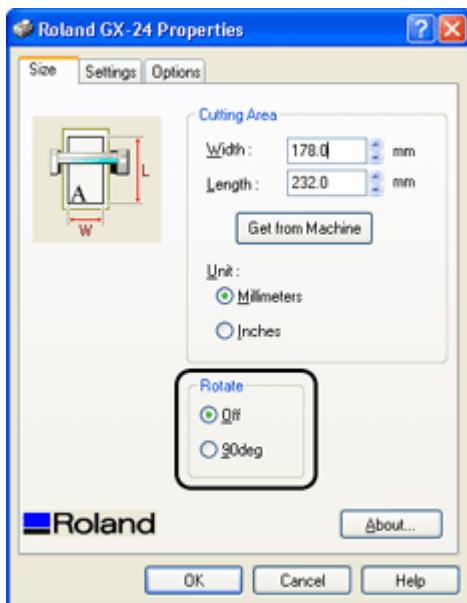 Roland GX-24 Properties
Size Settings Options
Cutting Area
Width : 178.0 mm
Length : 232.0 mm
Get from Machine
Unit :
Millimeters
Inches
Rotate
Off
90deg
A
L
W
Roland
About...
OK Cancel Help